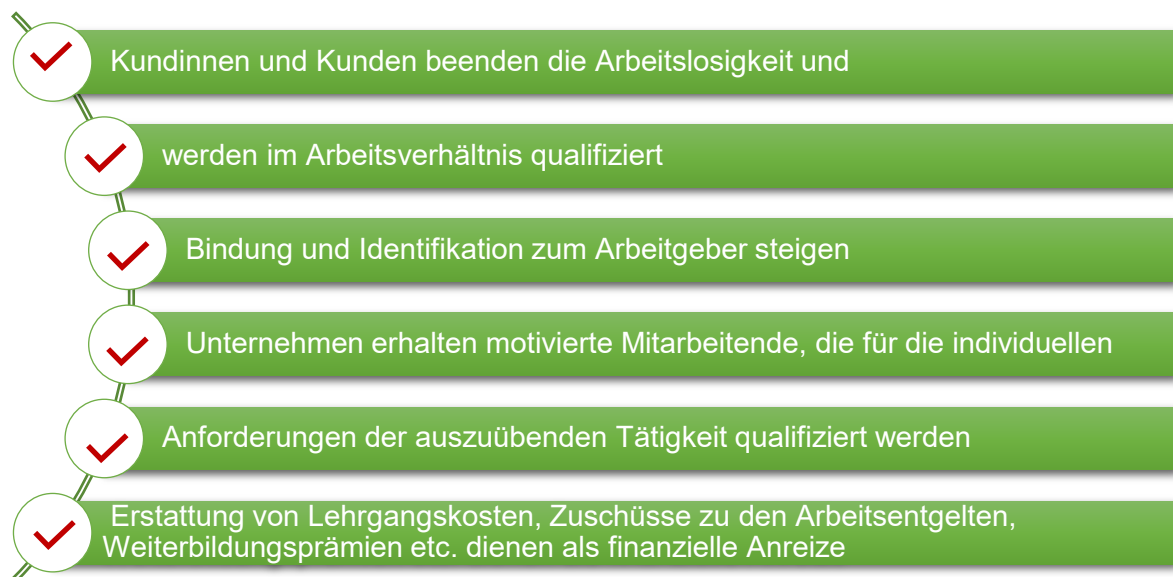 Kundinnen und Kunden beenden die Arbeitslosigkeit und
werden im Arbeitsverhältnis qualifiziert
Bindung und Identifikation zum Arbeitgeber steigen
Unternehmen erhalten motivierte Mitarbeitende, die für die individuellen
Anforderungen der auszuübenden Tätigkeit qualifiziert werden
Erstattung von Lehrgangskosten, Zuschüsse zu den Arbeitsentgelten,
Weiterbildungsprämien etc. dienen als finanzielle Anreize